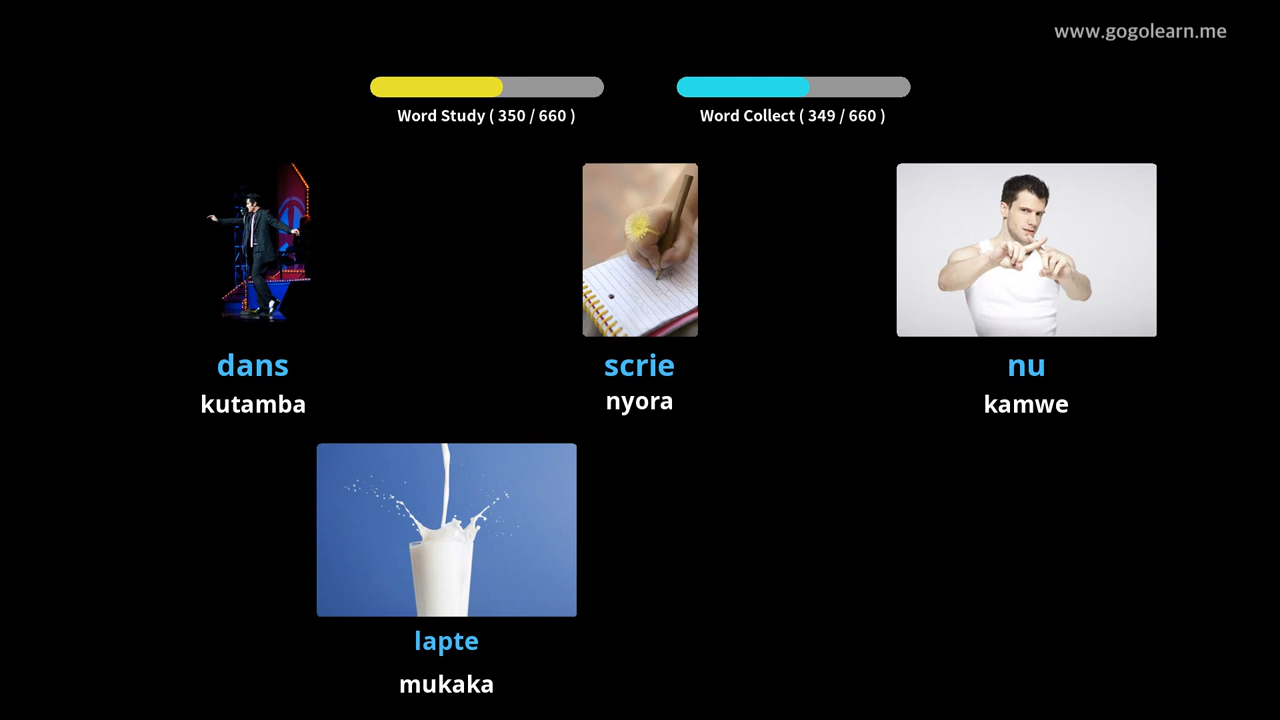 www.gogolearn.me
Word Study ( 350 / 660 )
Word Collect ( 349 / 660 )
dans
kutamba
scrie
nyora
nu
kamwe
lapte
mukaka